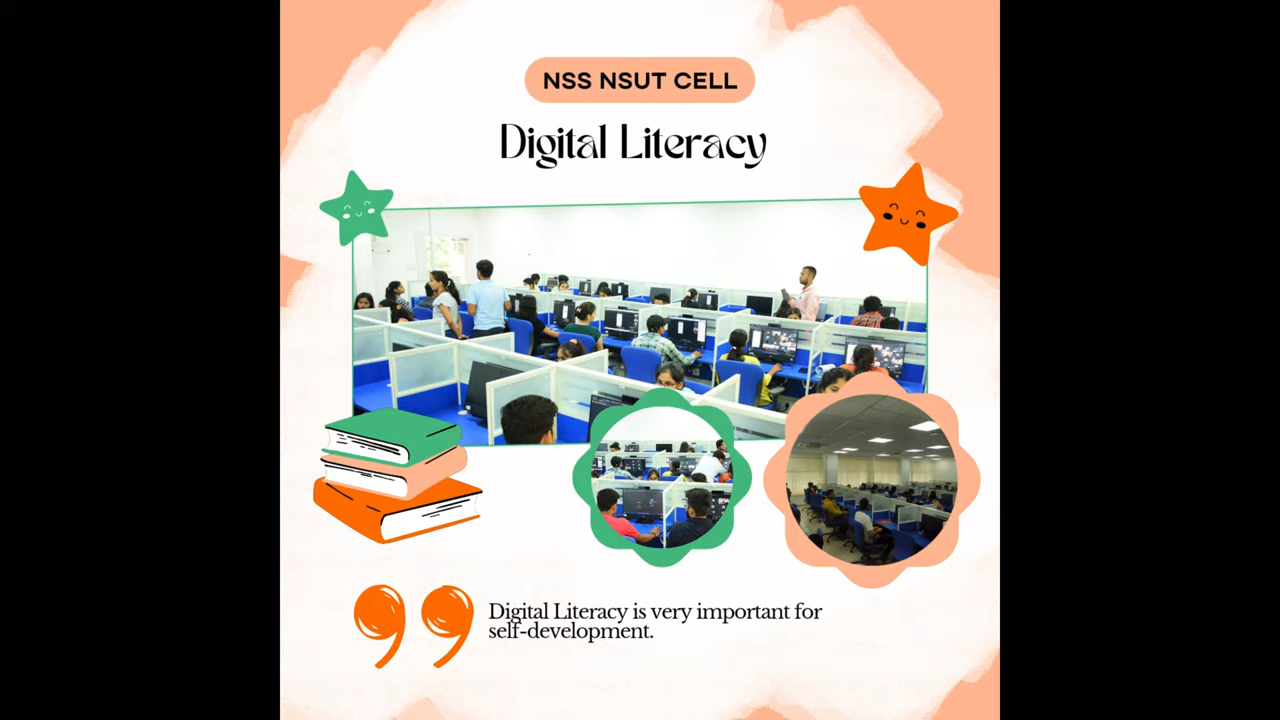 NSS NSUT CELL
Digital Literacy
Digital Literacy is very important for
self-development.